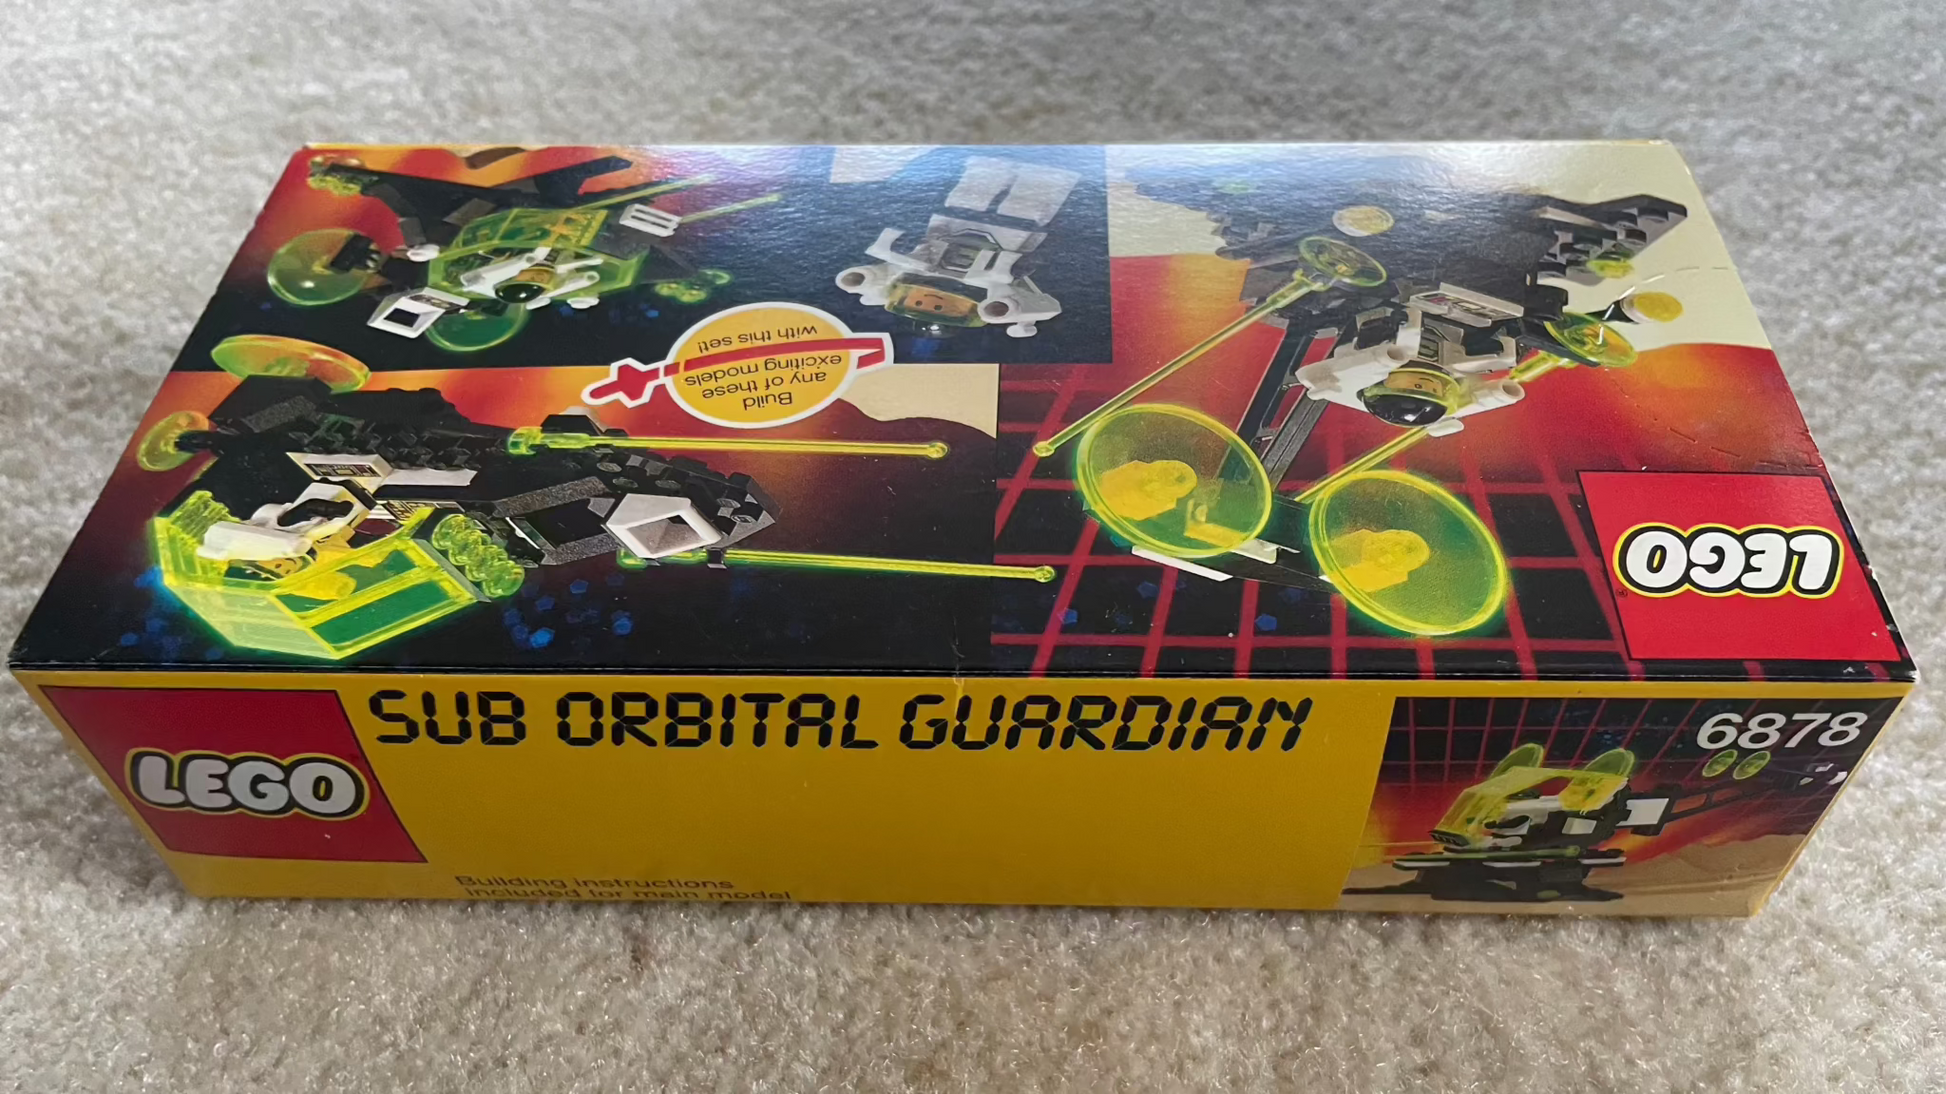 Build
any of these
exciting models
with this set!
LEGO
LEGO
SUB ORBITAL GUARDIAN
6878
Building instructions
included for main model